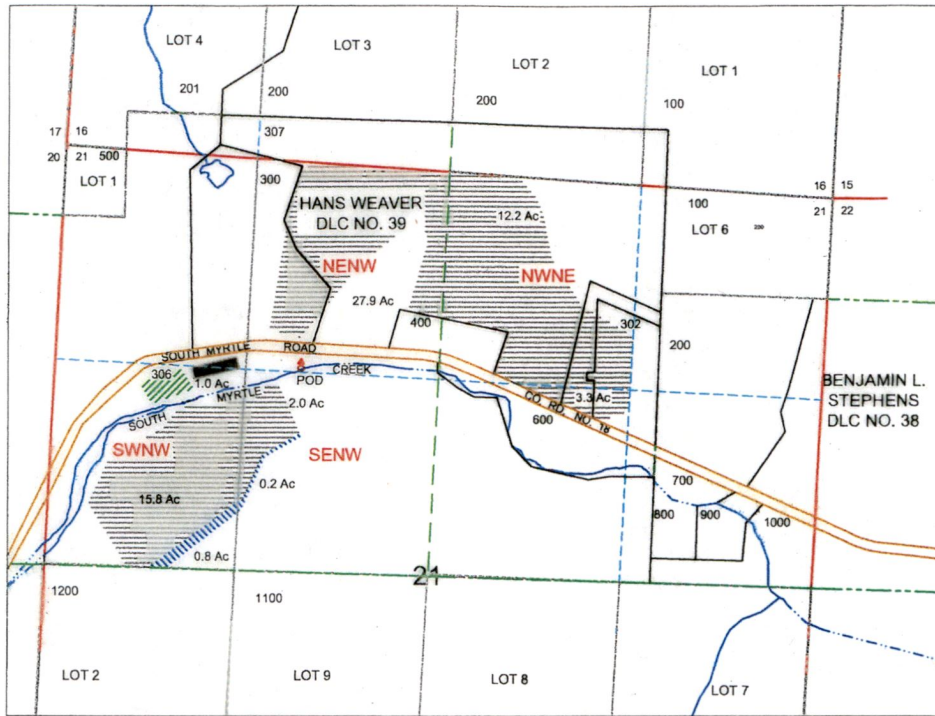 LOT 4
LOT 3
LOT 2
LOT 1
201
200
200
100
17 16
307
20 21
500
300
LOT 1
16 15
21 22
100
LOT 6
200
HANS WEAVER
DLC NO. 39
12.2 Ac
NENW
NWNE
27.9 Ac
400
302
200
SOUTH MYRTLE ROAD
306
1.0 Ac
POD
CREEK
SOUTH MYRTLE
2.0 Ac
3.3 Ac
CO. RD. NO. 18
600
BENJAMIN L.
STEPHENS
DLC NO. 38
SWNW
SENW
0.2 Ac
15.8 Ac
700
800
900
1000
0.8 Ac
21
1200
1100
LOT 2
LOT 9
LOT 8
LOT 7